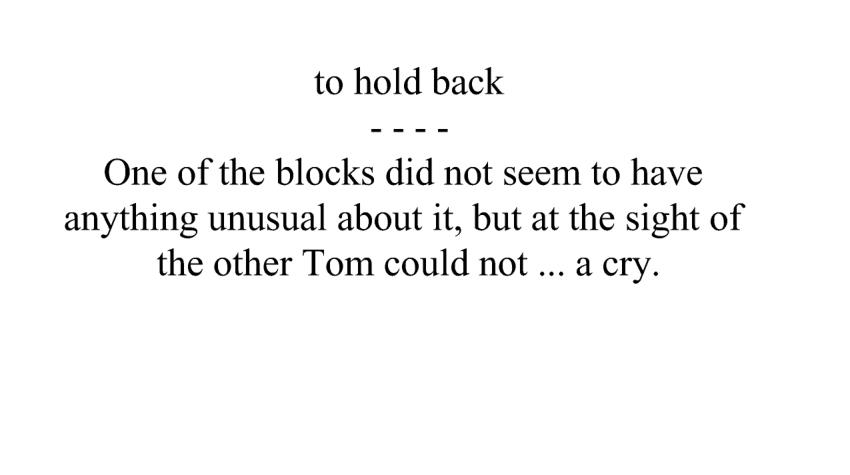 to hold back
- - - -
One of the blocks did not seem to have
anything unusual about it, but at the sight of
the other Tom could not ... a cry.